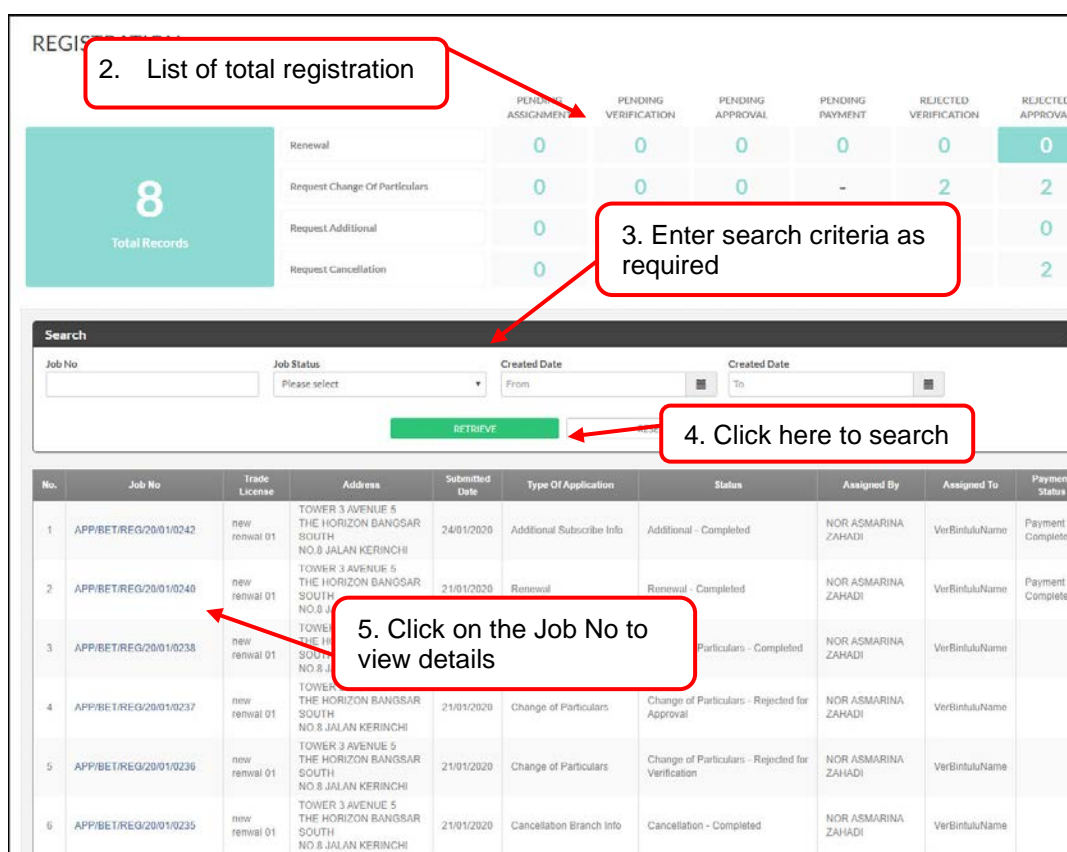 2. List of total registration
PENDING ASSIGNMENT
PENDING VERIFICATION
PENDING APPROVAL
PENDING PAYMENT
REJECTED VERIFICATION
8
Total Records
Renewal 0 0 0 0 0 0
Request Change Of Particulars 0 0 0 - 2 2
Request Additional 0 0
Request Cancellation 0 2
3. Enter search criteria as
required
Search
Job No Job Status Created Date Created Date
Please select From To
RETRIEVE
4. Click here to search
No. Job No Trade License Address Submitted Date Type Of Application Status Assigned By Assigned To Status
1 APP/BET/REG/20/01/0242 new renwal 01 TOWER 3 AVENUE 5 THE HORIZON BANGSAR SOUTH NO.8 JALAN KERINCHI 24/01/2020 Additional Subscribe Info Additional - Completed NOR ASMARINA ZAHADI VerBintuluName Payment
2 APP/BET/REG/20/01/0240 new renwal 01 TOWER 3 AVENUE 5 THE HORIZON BANGSAR SOUTH NO.8 21/01/2020 Renewal Renewal - Completed NOR ASMARINA ZAHADI VerBintuluName Payment
5. Click on the Job No to
view details
3 APP/BET/REG/20/01/0238 new renwal 01 Particulars - Completed NOR ASMARINA ZAHADI VerBintuluName
4 APP/BET/REG/20/01/0237 new renwal 01 THE HORIZON BANGSAR SOUTH NO.8 JALAN KERINCHI 21/01/2020 Change of Particulars Change of Particulars - Rejected for Approval NOR ASMARINA ZAHADI VerBintuluName
5 APP/BET/REG/20/01/0236 new renwal 01 TOWER 3 AVENUE 5 THE HORIZON BANGSAR SOUTH NO.8 JALAN KERINCHI 21/01/2020 Change of Particulars Change of Particulars - Rejected for Verification NOR ASMARINA ZAHADI VerBintuluName
6 APP/BET/REG/20/01/0235 new renwal 01 TOWER 3 AVENUE 5 THE HORIZON BANGSAR SOUTH NO.8 JALAN KERINCHI 21/01/2020 Cancellation Branch Info Cancellation - Completed NOR ASMARINA ZAHADI VerBintuluName